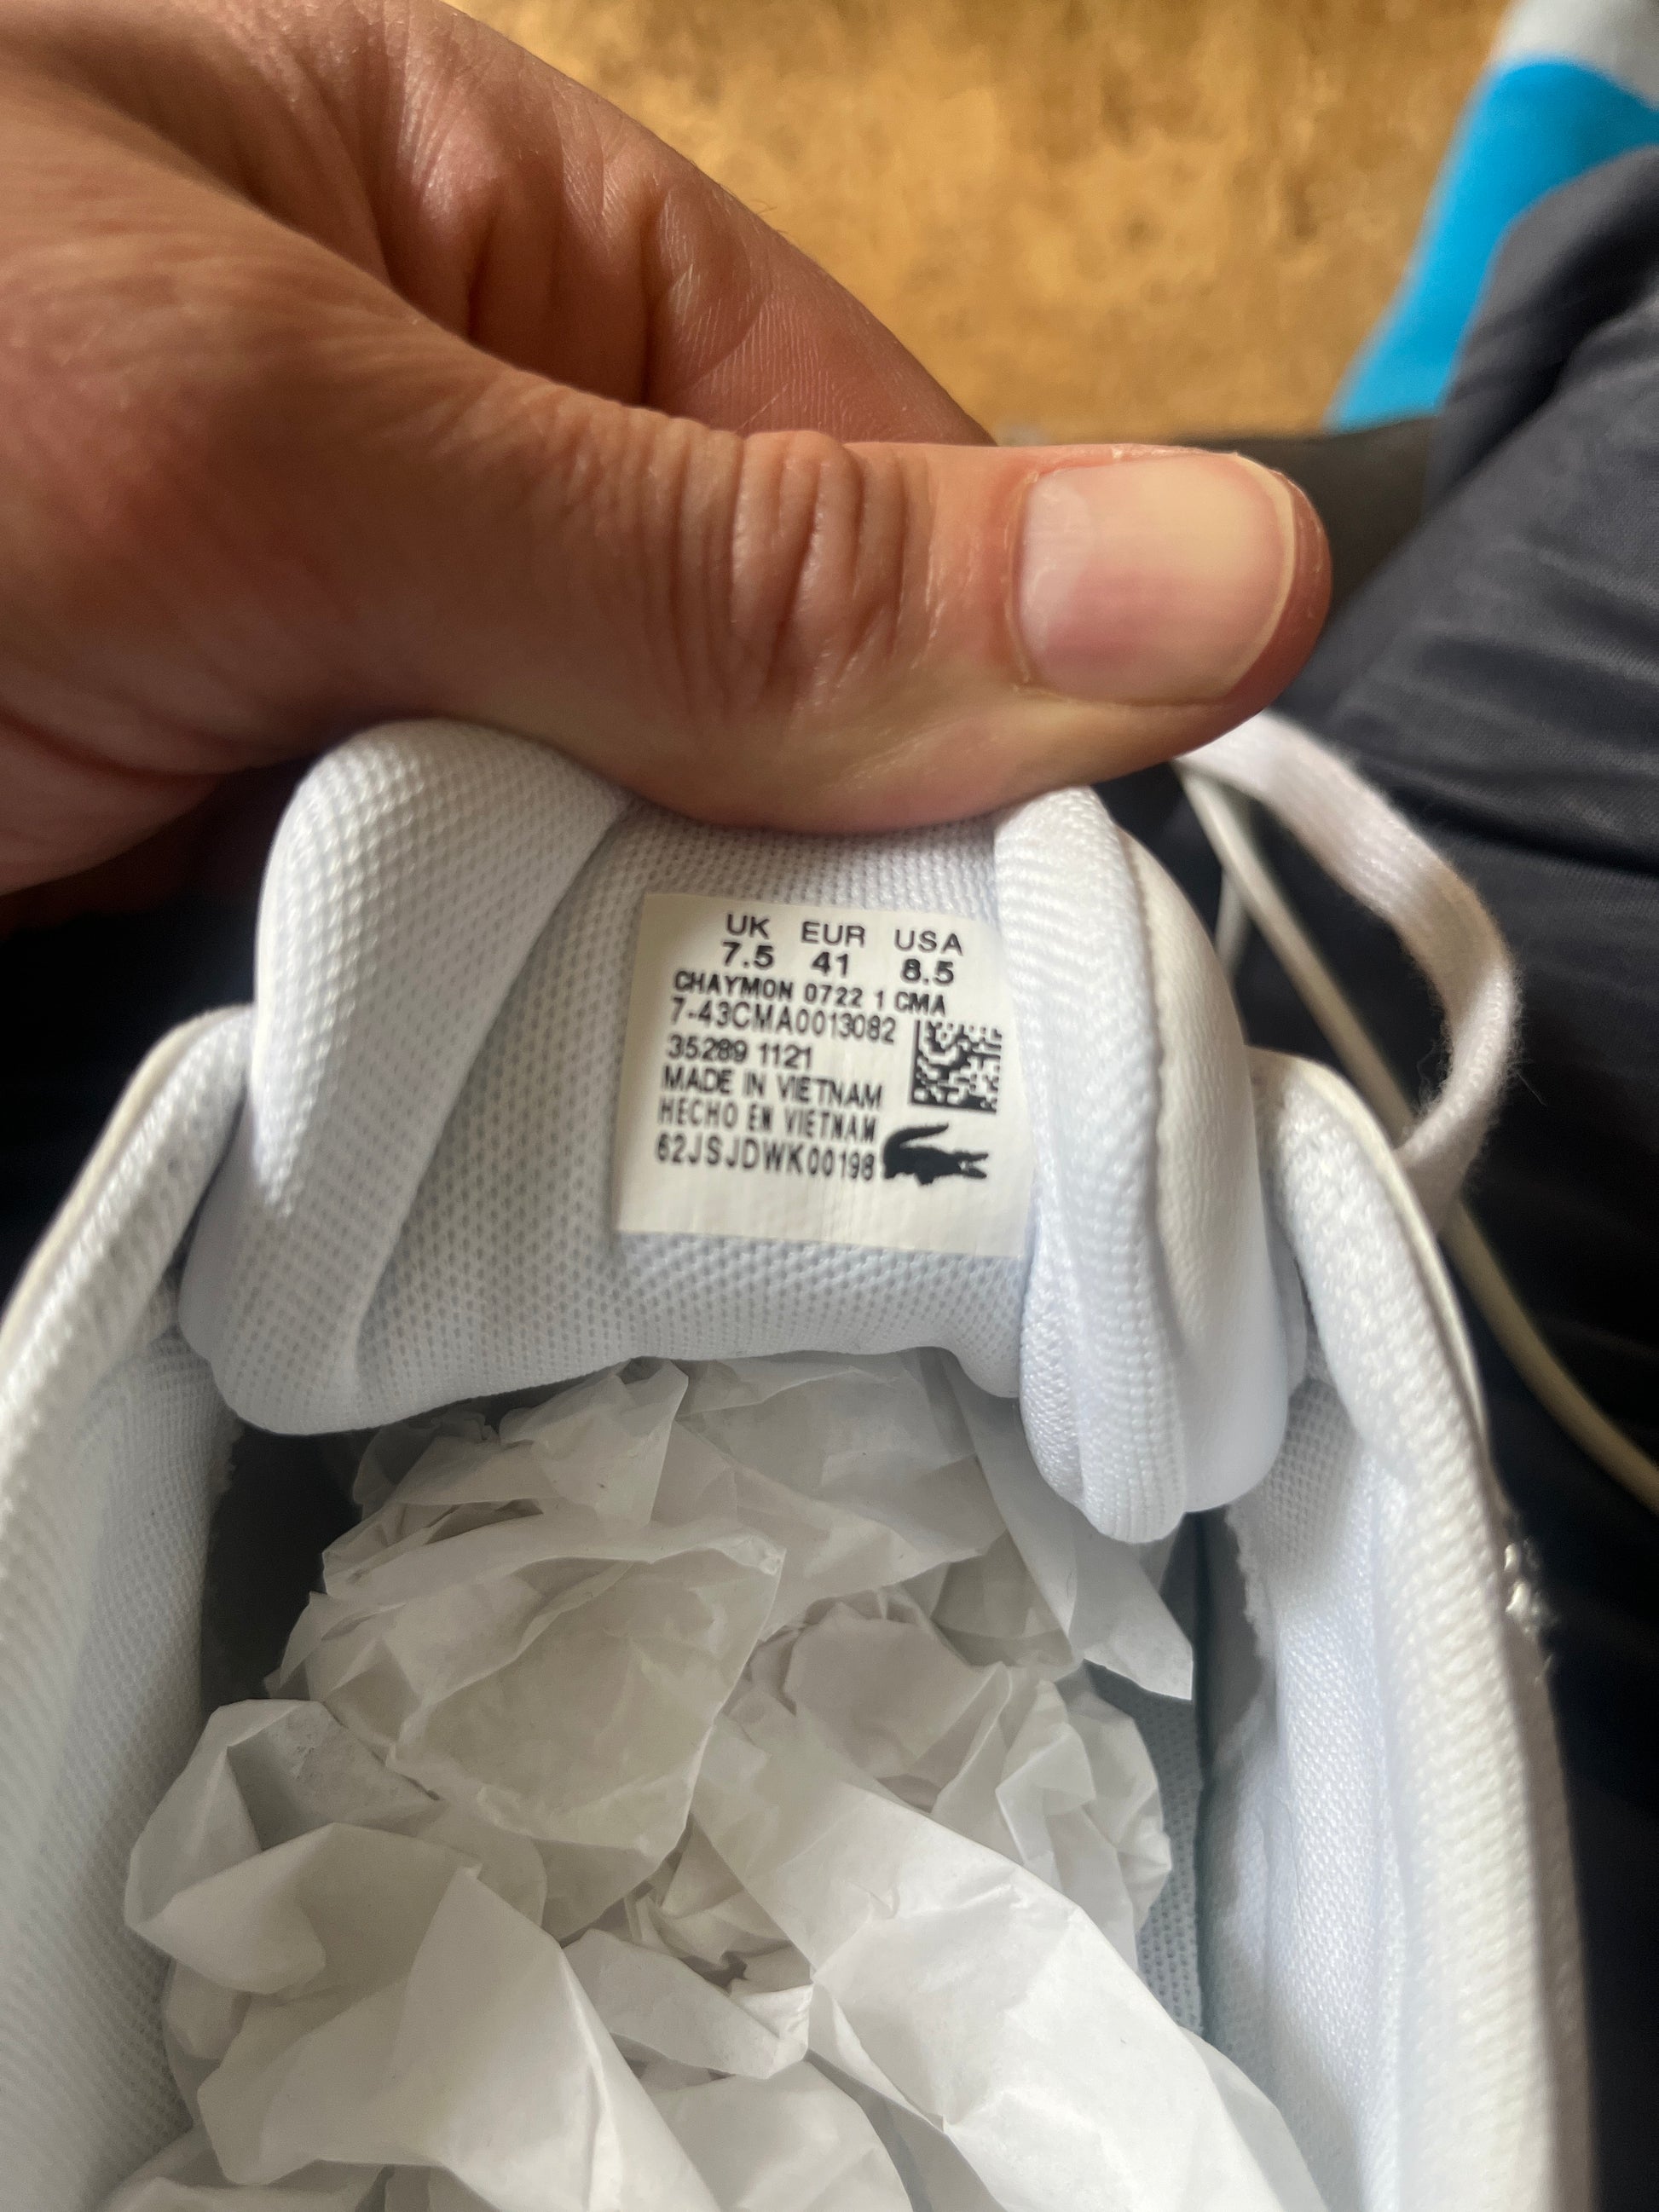 UK EUR USA
7.5 41 8.5
CHAYMON 0722 1 CMA
7-43CMA0013082
35289 1121
MADE IN VIETNAM
HECHO EN VIETNAM
62JSJDWK00198